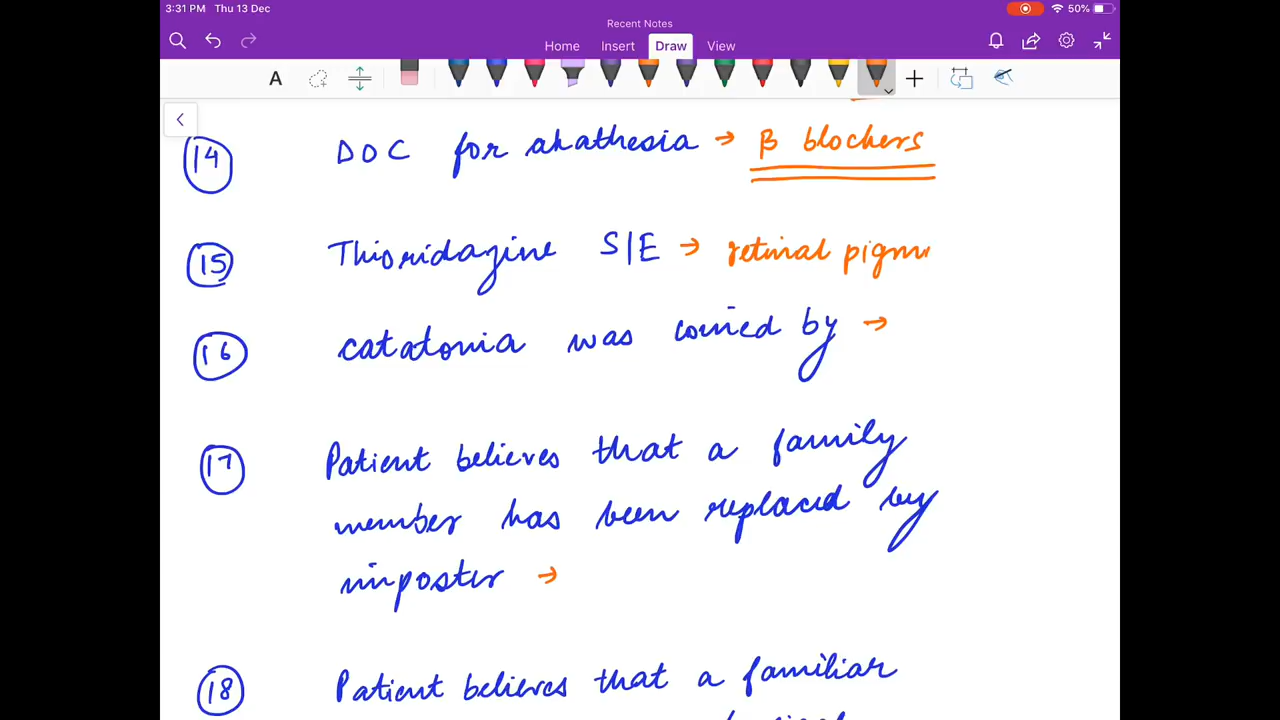 3:31 PM Thu 13 Dec
50%
Recent Notes
Home Insert Draw View
A
14 DOC for akathesia → β blockers
15 Thioridazine S/E → retinal pigm
16 catatonia was coined by →
17 Patient believes that a family
member has been replaced by
imposter →
18 Patient believes that a familiar